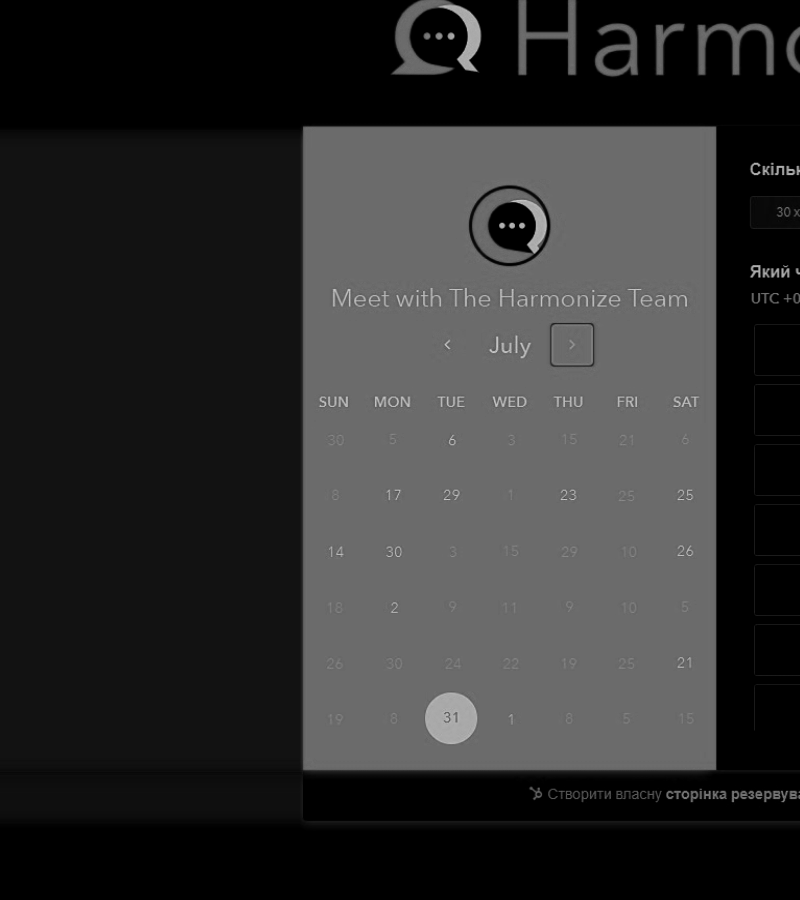 Harmo
Скільк
30 х
Meet with The Harmonize Team
Який ч
UTC +0
July
SUN MON TUE WED THU FRI SAT
30 5 6 3 15 21 6
8 17 29 1 23 25 25
14 30 3 15 29 10 26
18 2 9 11 9 10 5
26 30 24 22 19 25 21
19 8 31 1 8 5 15
Створити власну сторінка резервува